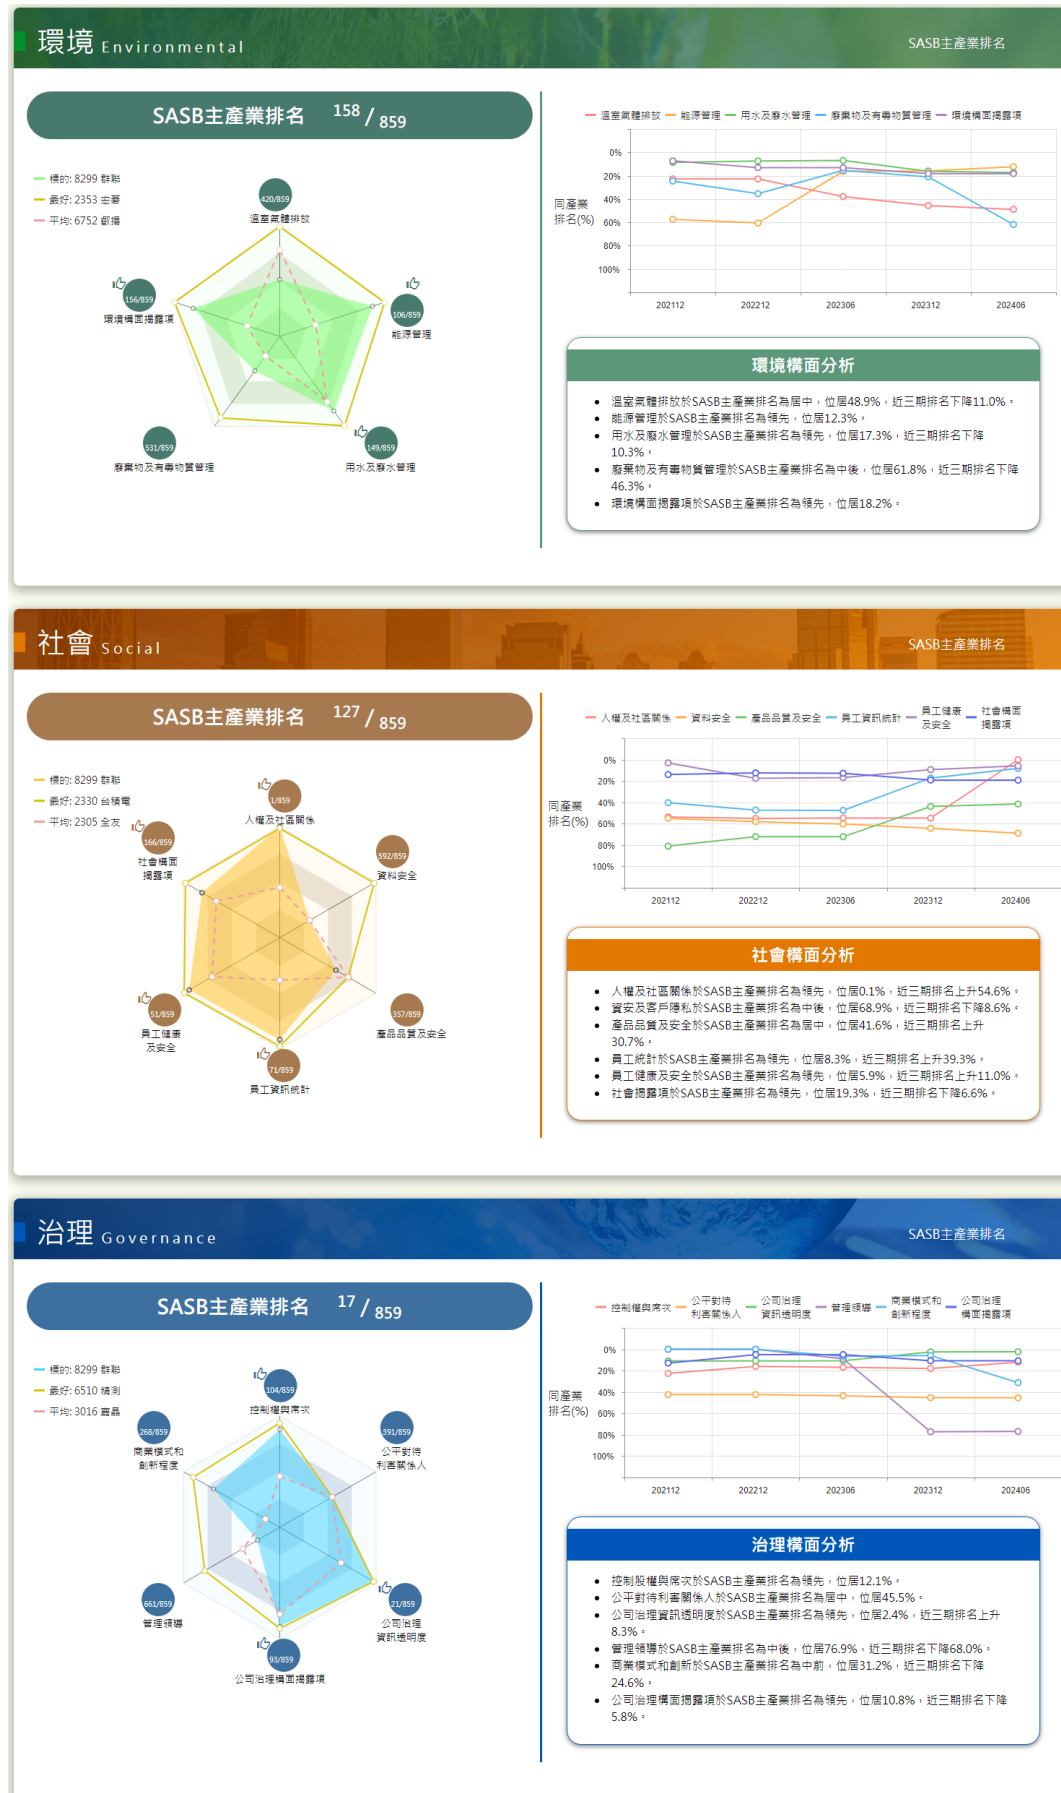 環境 Environmental
SASB主產業排名
SASB主產業排名 158 / 859
標的: 8299 群聯
最好: 2353 宏碁
平均: 6752 叡揚
420/859
溫室氣體排放
106/859
能源管理
149/859
用水及廢水管理
531/859
廢棄物及有毒物質管理
156/859
環境構面揭露項
溫室氣體排放 能源管理 用水及廢水管理 廢棄物及有毒物質管理 環境構面揭露項
同產業
排名(%)
0%
20%
40%
60%
80%
100%
202112 202212 202306 202312 202406
環境構面分析
• 溫室氣體排放於SASB主產業排名為居中，位居48.9%，近三期排名下降11.0%。
• 能源管理於SASB主產業排名為領先，位居12.3%。
• 用水及廢水管理於SASB主產業排名為領先，位居17.3%，近三期排名下降
10.3%。
• 廢棄物及有毒物質管理於SASB主產業排名為中後，位居61.8%，近三期排名下降
46.3%。
• 環境構面揭露項於SASB主產業排名為領先，位居18.2%。
社會 Social
SASB主產業排名
SASB主產業排名 127 / 859
標的: 8299 群聯
最好: 2330 台積電
平均: 2305 全友
1/859
人權及社區關係
592/859
資料安全
357/859
產品品質及安全
71/859
員工資訊統計
51/859
員工健康
及安全
166/859
社會構面
揭露項
人權及社區關係 資料安全 產品品質及安全 員工資訊統計 員工健康
及安全 社會構面
揭露項
同產業
排名(%)
0%
20%
40%
60%
80%
100%
202112 202212 202306 202312 202406
社會構面分析
• 人權及社區關係於SASB主產業排名為領先，位居0.1%，近三期排名上升54.6%。
• 資安及客戶隱私於SASB主產業排名為中後，位居68.9%，近三期排名下降8.6%。
• 產品品質及安全於SASB主產業排名為居中，位居41.6%，近三期排名上升
30.7%。
• 員工統計於SASB主產業排名為領先，位居8.3%，近三期排名上升39.3%。
• 員工健康及安全於SASB主產業排名為領先，位居5.9%，近三期排名上升11.0%。
• 社會揭露項於SASB主產業排名為領先，位居19.3%，近三期排名下降6.6%。
治理 Governance
SASB主產業排名
SASB主產業排名 17 / 859
標的: 8299 群聯
最好: 6510 精測
平均: 3016 嘉晶
104/859
控制權與席次
391/859
公平對待
利害關係人
21/859
公司治理
資訊透明度
93/859
公司治理構面揭露項
661/859
管理領導
268/859
商業模式和
創新程度
控制權與席次 公平對待
利害關係人 公司治理
資訊透明度 管理領導 商業模式和
創新程度 公司治理
構面揭露項
同產業
排名(%)
0%
20%
40%
60%
80%
100%
202112 202212 202306 202312 202406
治理構面分析
• 控制股權與席次於SASB主產業排名為領先，位居12.1%。
• 公平對待利害關係人於SASB主產業排名為居中，位居45.5%。
• 公司治理資訊透明度於SASB主產業排名為領先，位居2.4%，近三期排名上升
8.3%。
• 管理領導於SASB主產業排名為中後，位居76.9%，近三期排名下降68.0%。
• 商業模式和創新於SASB主產業排名為中前，位居31.2%，近三期排名下降
24.6%。
• 公司治理構面揭露項於SASB主產業排名為領先，位居10.8%，近三期排名下降
5.8%。